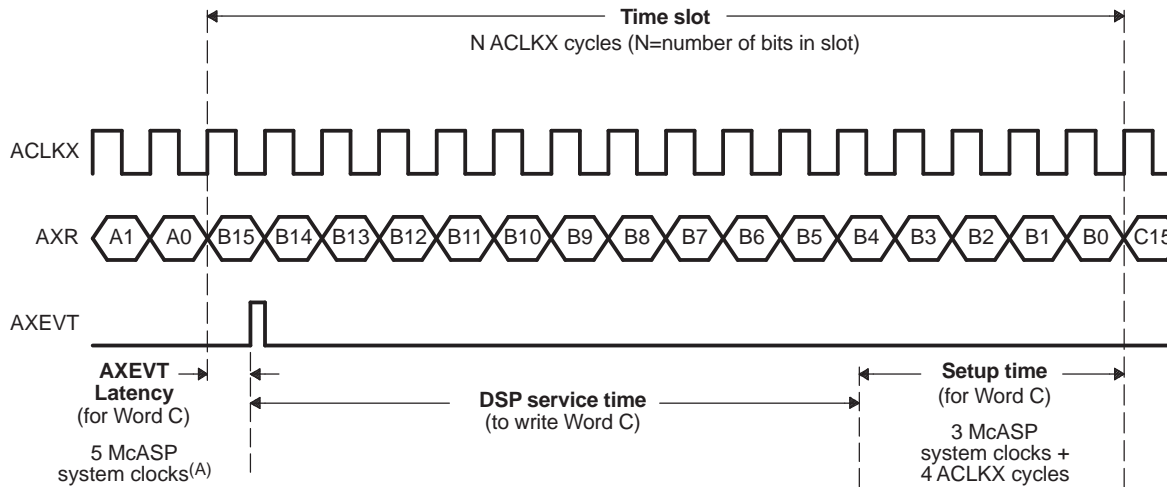 Time slot
N ACLKX cycles (N=number of bits in slot)
ACLKX
AXR
A1 A0 B15 B14 B13 B12 B11 B10 B9 B8 B7 B6 B5 B4 B3 B2 B1 B0 C15
AXEVT
AXEVT
Latency
(for Word C)
5 McASP
system clocks(A)
DSP service time
(to write Word C)
Setup time
(for Word C)
3 McASP
system clocks +
4 ACLKX cycles